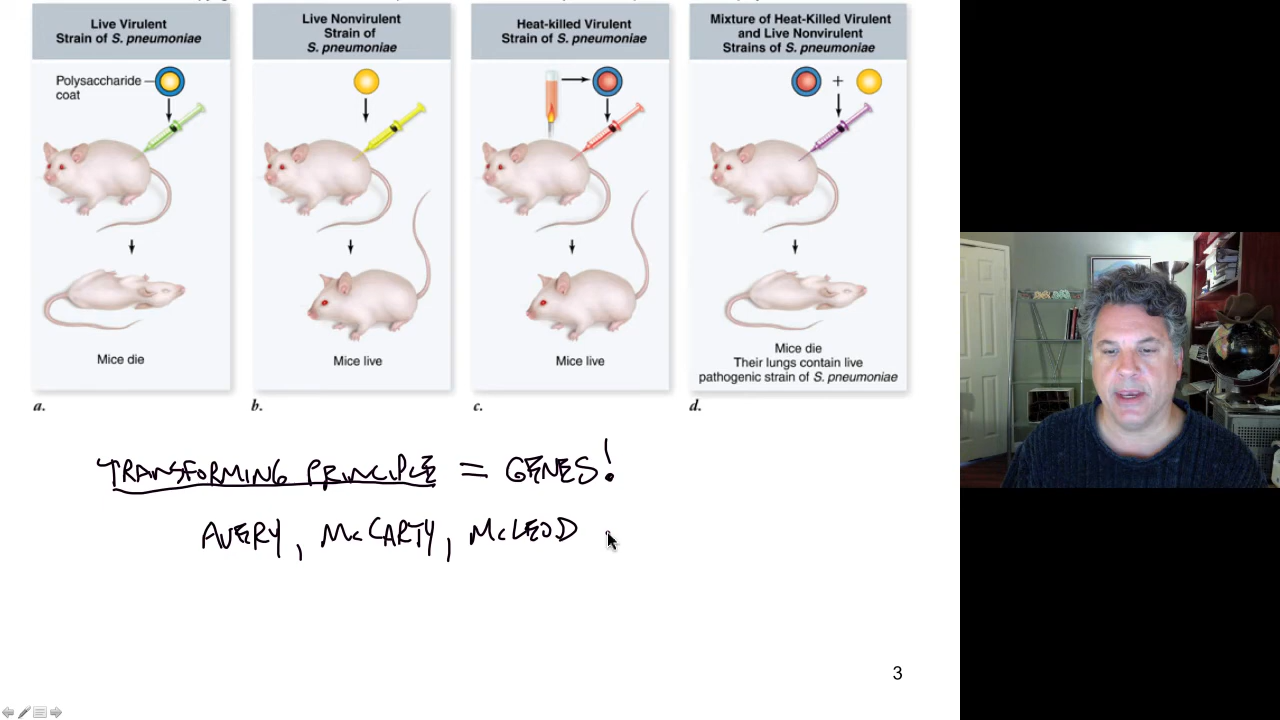 Live Virulent
Strain of S. pneumoniae
Polysaccharide
coat
Mice die
a.
Live Nonvirulent
Strain of
S. pneumoniae
Mice live
b.
Heat-killed Virulent
Strain of S. pneumoniae
Mice live
c.
Mixture of Heat-Killed Virulent
and Live Nonvirulent
Strains of S. pneumoniae
+
Mice die
Their lungs contain live
pathogenic strain of S. pneumoniae
d.
TRANSFORMING PRINCIPLE = GENES!
AVERY, McCARTY, McLEOD
3